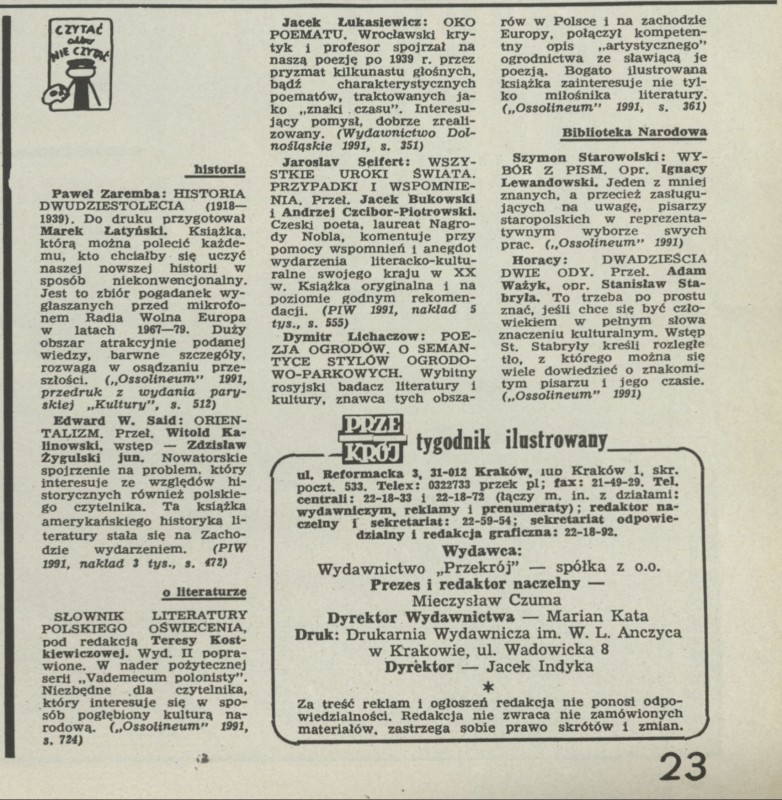 CZYTAĆ
albo
NIE CZYTAĆ
historia
Paweł Zaremba: HISTORIA
DWUDZIESTOLECIA (1918—
1939). Do druku przygotował
Marek Łatyński. Książka,
którą można polecić każde-
mu, kto chciałby się uczyć
naszej nowszej historii w
sposób niekonwencjonalny.
Jest to zbiór pogadanek wy-
głaszanych przed mikrofo-
nem Radia Wolna Europa
w latach 1967—79. Duży
obszar atrakcyjnie podanej
wiedzy, barwne szczegóły,
rozwaga w osądzaniu prze-
szłości. („Ossolineum" 1991,
przedruk z wydania pary-
skiej „Kultury", s. 512)
Edward W. Said: ORIEN-
TALIZM. Przeł. Witold Ka-
linowski, wstęp — Zdzisław
Żygulski jun. Nowatorskie
spojrzenie na problem, który
interesuje ze względów hi-
storycznych również polskie-
go czytelnika. Ta książka
amerykańskiego historyka li-
teratury stała się na Zacho-
dzie wydarzeniem. (PIW
1991, nakład 3 tys., s. 472)
o literaturze
SŁOWNIK LITERATURY
POLSKIEGO OŚWIECENIA,
pod redakcją Teresy Kost-
kiewiczowej. Wyd. II popra-
wione. W nader pożytecznej
serii „Vademecum polonisty".
Niezbędne dla czytelnika,
który interesuje się w spo-
sób pogłębiony kulturą na-
rodową. („Ossolineum" 1991,
s. 724)
Jacek Łukasiewicz: OKO
POEMATU. Wrocławski kry-
tyk i profesor spojrzał na
naszą poezję po 1939 r. przez
pryzmat kilkunastu głośnych,
bądź charakterystycznych
poematów, traktowanych ja-
ko „znaki czasu". Interesu-
jący pomysł, dobrze zreali-
zowany. (Wydawnictwo Dol-
nośląskie 1991, s. 351)
Jaroslav Seifert: WSZY-
STKIE UROKI ŚWIATA.
PRZYPADKI I WSPOMNIE-
NIA. Przeł. Jacek Bukowski
i Andrzej Czcibor-Piotrowski.
Czeski poeta, laureat Nagro-
dy Nobla, komentuje przy
pomocy wspomnień i anegdot
wydarzenia literacko-kultu-
ralne swojego kraju w XX
w. Książka oryginalna i na
poziomie godnym rekomen-
dacji. (PIW 1991, nakład 5
tys., s. 555)
Dymitr Lichaczow: POE-
ZJA OGRODÓW. O SEMAN-
TYCE STYLÓW OGRODO-
WO-PARKOWYCH. Wybitny
rosyjski badacz literatury i
kultury, znawca tych obsza-
rów w Polsce i na zachodzie
Europy, połączył kompeten-
tny opis „artystycznego"
ogrodnictwa ze sławiącą je
poezją. Bogato ilustrowana
książka zainteresuje nie tyl-
ko miłośnika literatury.
(„Ossolineum" 1991, s. 361)
Biblioteka Narodowa
Szymon Starowolski: WY-
BÓR Z PISM. Opr. Ignacy
Lewandowski. Jeden z mniej
znanych, a przecież zasługu-
jących na uwagę, pisarzy
staropolskich w reprezenta-
tywnym wyborze swych
prac. („Ossolineum" 1991)
Horacy: DWADZIEŚCIA
DWIE ODY. Przeł. Adam
Ważyk, opr. Stanisław Sta-
bryła. To trzeba po prostu
znać, jeśli chce się być czło-
wiekiem w pełnym słowa
znaczeniu kulturalnym. Wstęp
St. Stabryły kreśli rozległe
tło, z którego można się
wiele dowiedzieć o znakomi-
tym pisarzu i jego czasie.
(„Ossolineum" 1991)
PRZE
KRÓJ tygodnik ilustrowany
ul. Reformacka 3, 31-012 Kraków, 1UD Kraków 1, skr.
poczt. 533. Telex: 0322733 przek pl; fax: 21-49-29. Tel.
centrali: 22-18-33 i 22-18-72 (łączy m. in. z działami:
wydawniczym, reklamy i prenumeraty); redaktor na-
czelny i sekretariat: 22-59-54; sekretariat odpowie-
dzialny i redakcja graficzna: 22-18-92.
Wydawca:
Wydawnictwo „Przekrój" — spółka z o.o.
Prezes i redaktor naczelny —
Mieczysław Czuma
Dyrektor Wydawnictwa — Marian Kata
Druk: Drukarnia Wydawnicza im. W. L. Anczyca
w Krakowie, ul. Wadowicka 8
Dyrektor — Jacek Indyka
*
Za treść reklam i ogłoszeń redakcja nie ponosi odpo-
wiedzialności. Redakcja nie zwraca nie zamówionych
materiałów, zastrzega sobie prawo skrótów i zmian.
23